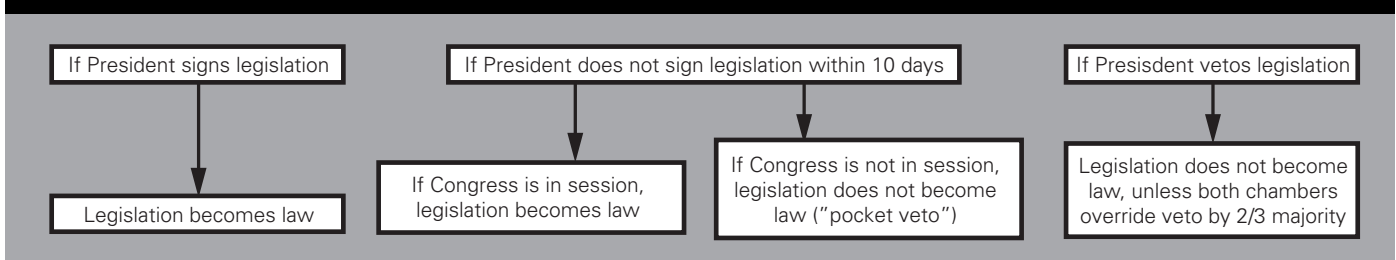 If President signs legislation
Legislation becomes law
If President does not sign legislation within 10 days
If Congress is in session,
legislation becomes law
If Congress is not in session,
legislation does not become
law ("pocket veto")
If Presisdent vetos legislation
Legislation does not become
law, unless both chambers
override veto by 2/3 majority